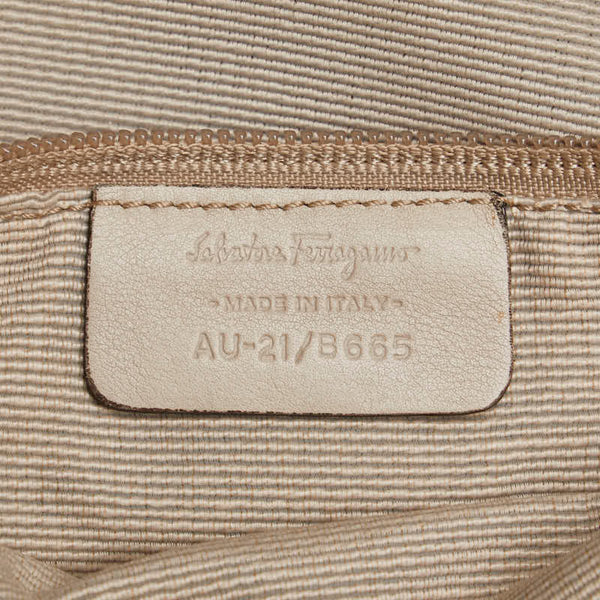 Salvatore Ferragamo
-MADE IN ITALY-
AU-21/B665